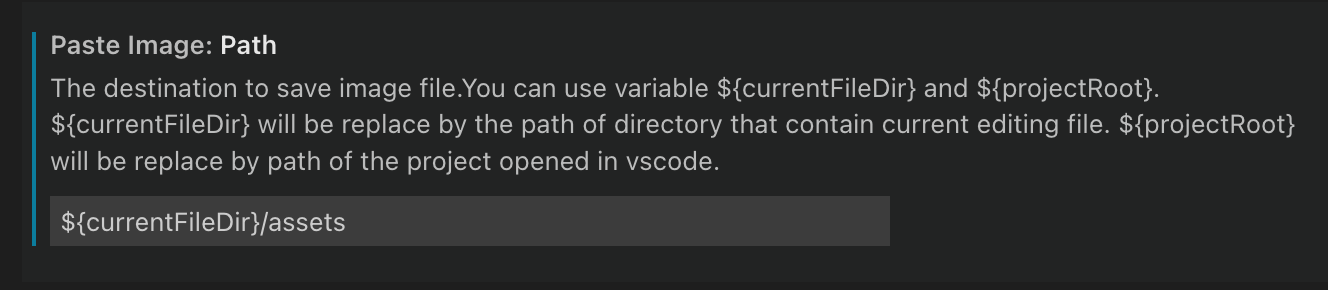 Paste Image: Path
The destination to save image file.You can use variable ${currentFileDir} and ${projectRoot}.
${currentFileDir} will be replace by the path of directory that contain current editing file. ${projectRoot}
will be replace by path of the project opened in vscode.
${currentFileDir}/assets